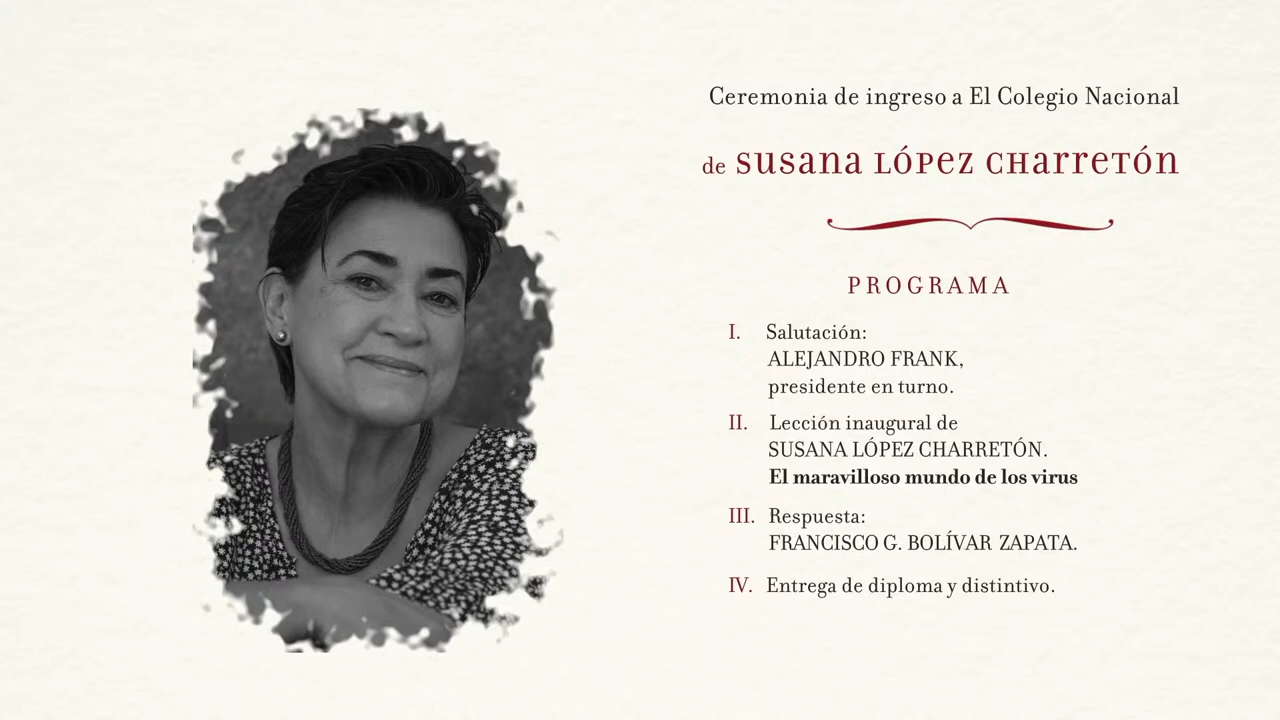 Ceremonia de ingreso a El Colegio Nacional
de susana LÓPez CHarreTón
PROGRAMA
I. Salutación:
ALEJANDRO FRANK,
presidente en turno.
II. Lección inaugural de
SUSANA LÓPEZ CHARRETÓN.
El maravilloso mundo de los virus
III. Respuesta:
FRANCISCO G. BOLÍVAR ZAPATA.
IV. Entrega de diploma y distintivo.